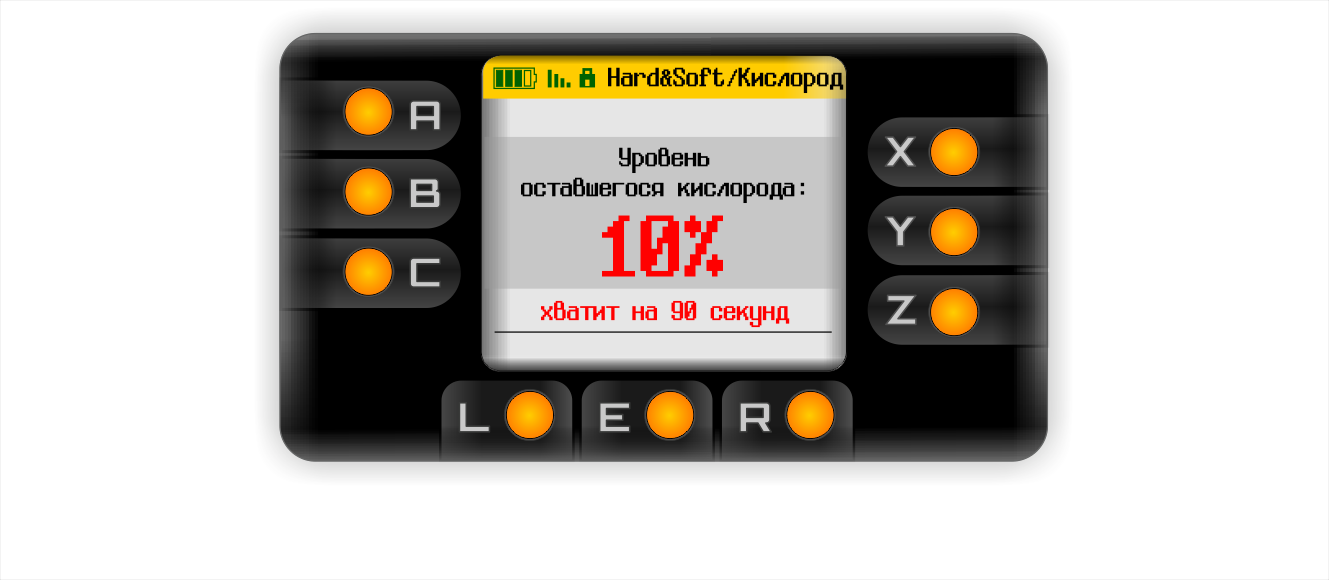 Hard&Soft/Кислород
Уровень
оставшегося кислорода:
10%
хватит на 90 секунд
A
B
C
X
Y
Z
L E R